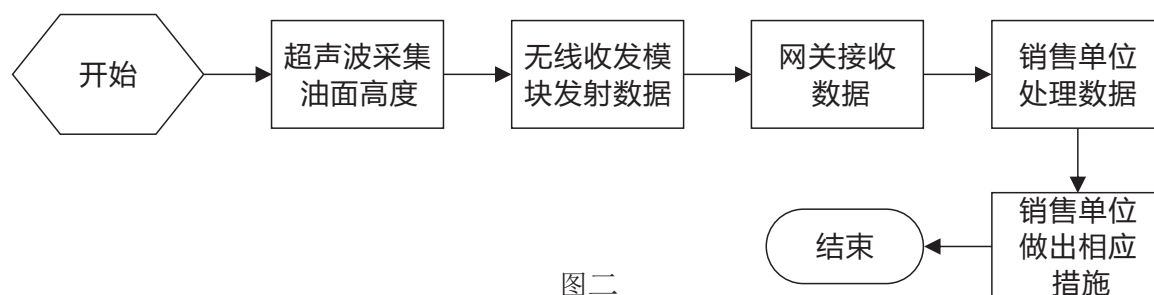 开始
超声波采集
油面高度
无线收发模
块发射数据
网关接收
数据
销售单位
处理数据
销售单位
做出相应
措施
结束
图二